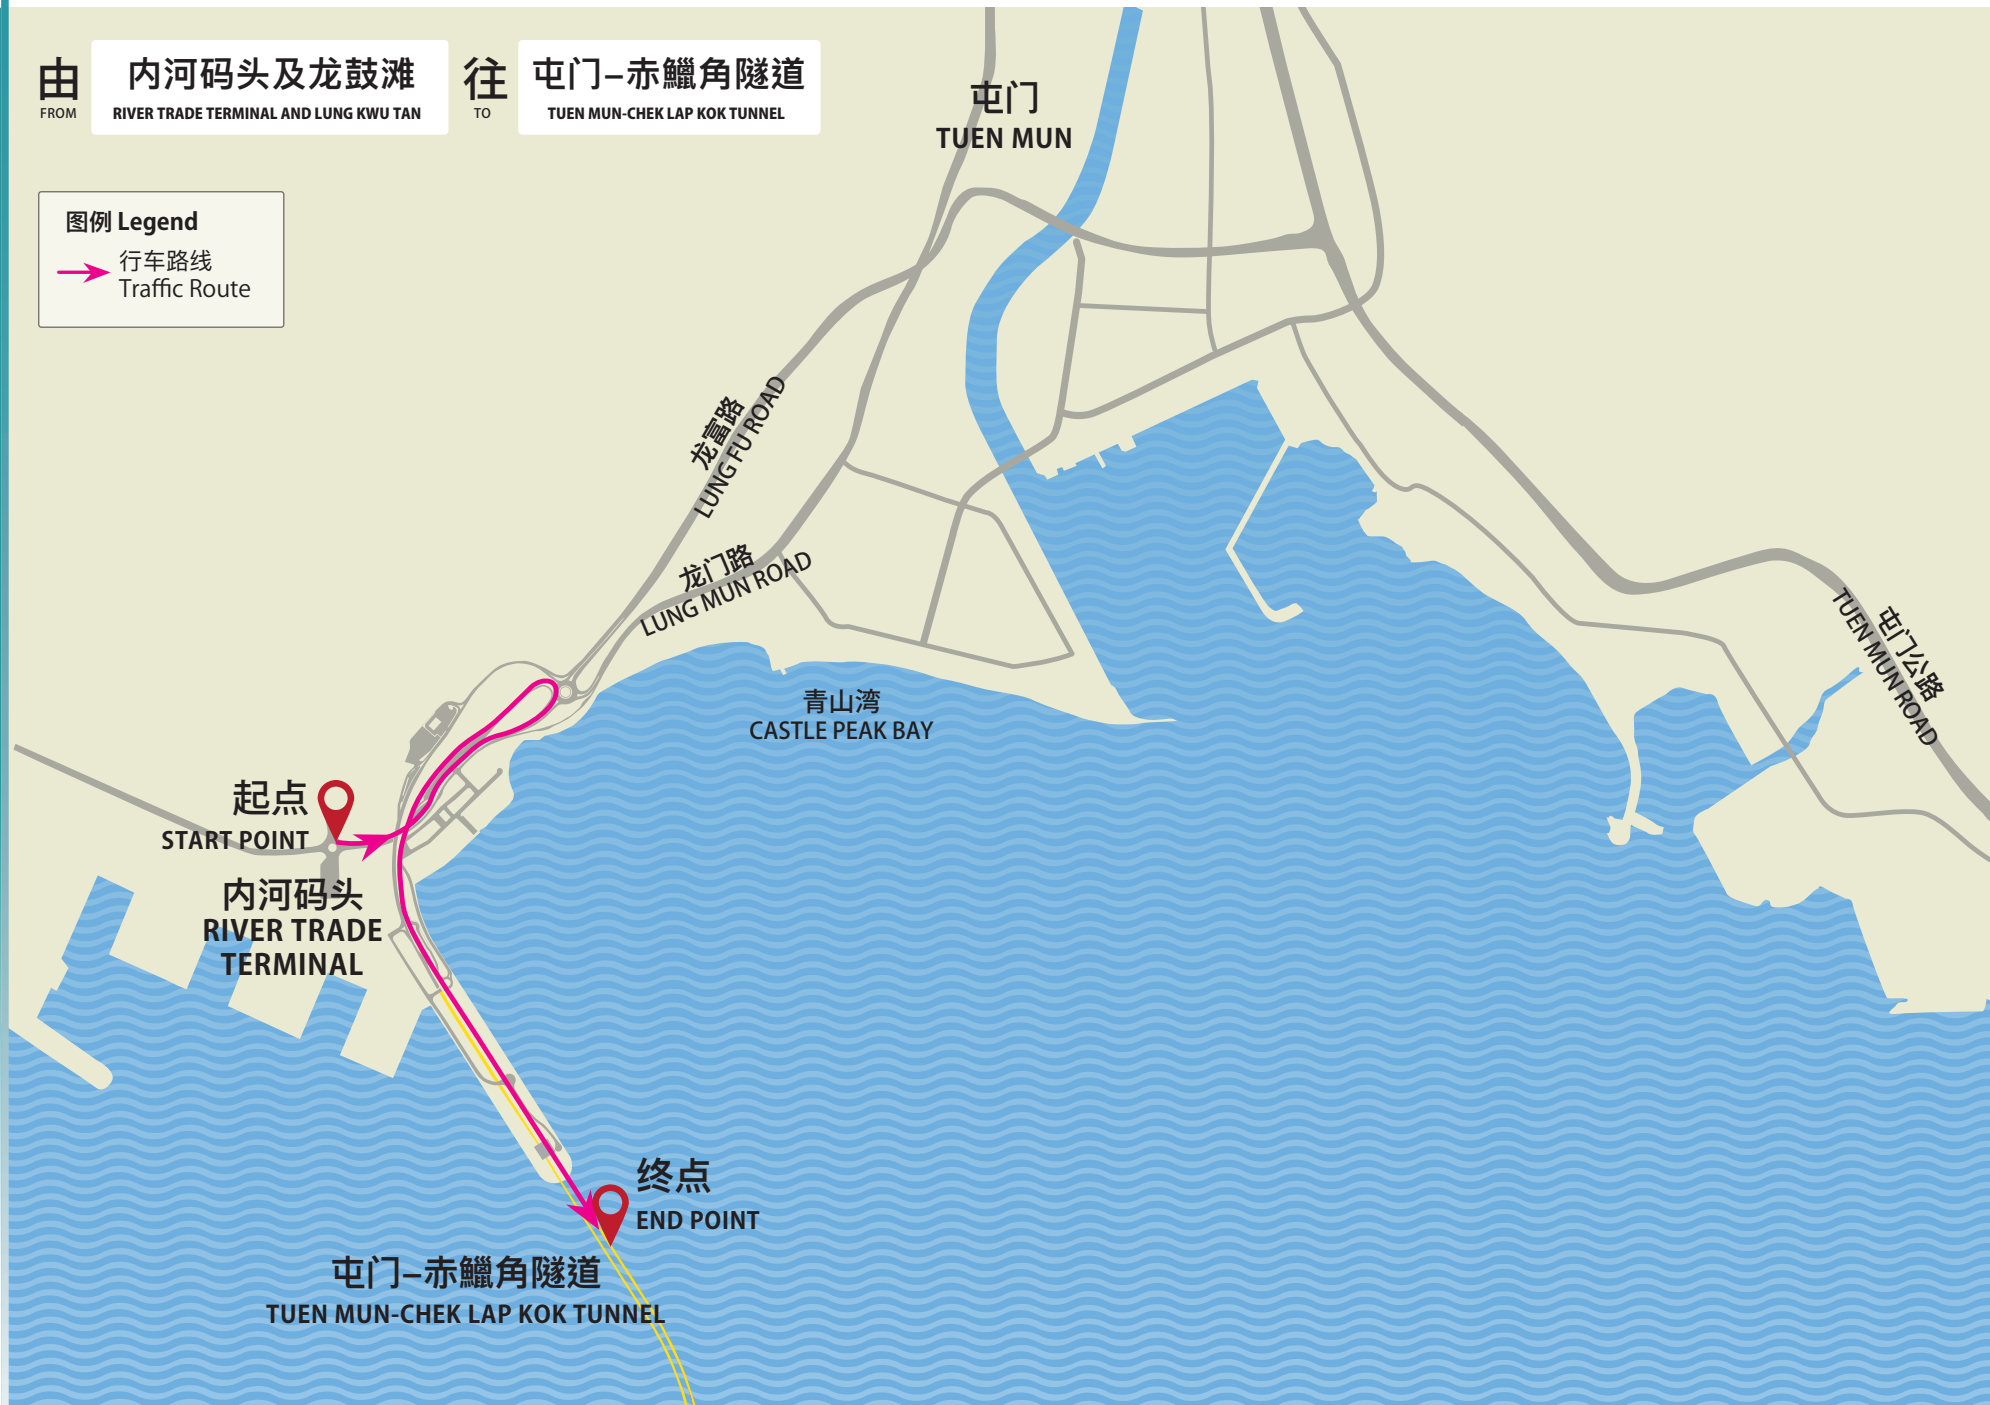 由
FROM
内河码头及龙鼓滩
RIVER TRADE TERMINAL AND LUNG KWU TAN
往
TO
屯门–赤鱲角隧道
TUEN MUN-CHEK LAP KOK TUNNEL
屯门
TUEN MUN
图例 Legend
行车路线
Traffic Route
龙富路
LUNG FU ROAD
龙门路
LUNG MUN ROAD
屯门公路
TUEN MUN ROAD
青山湾
CASTLE PEAK BAY
起点
START POINT
内河码头
RIVER TRADE
TERMINAL
终点
END POINT
屯门–赤鱲角隧道
TUEN MUN-CHEK LAP KOK TUNNEL